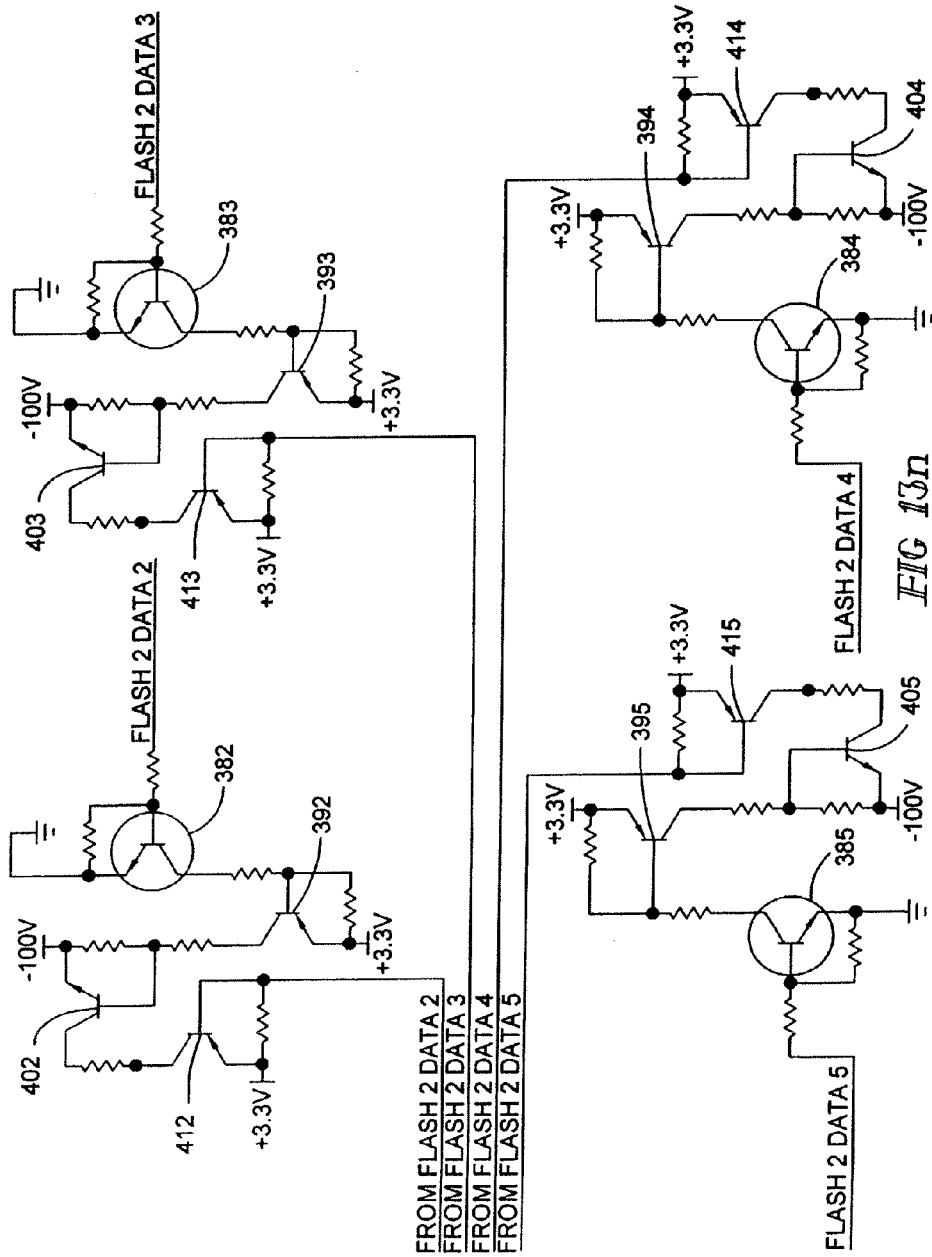 FLASH 2 DATA 3
383
393
-100V
403
413
+3.3V
+3.3V
FLASH 2 DATA 2
382
392
-100V
402
412
+3.3V
+3.3V
FROM FLASH 2 DATA 2
FROM FLASH 2 DATA 3
FROM FLASH 2 DATA 4
FROM FLASH 2 DATA 5
+3.3V
414
394
+3.3V
404
-100V
384
FLASH 2 DATA 4
+3.3V
415
395
+3.3V
405
-100V
385
FLASH 2 DATA 5
FIG 13n